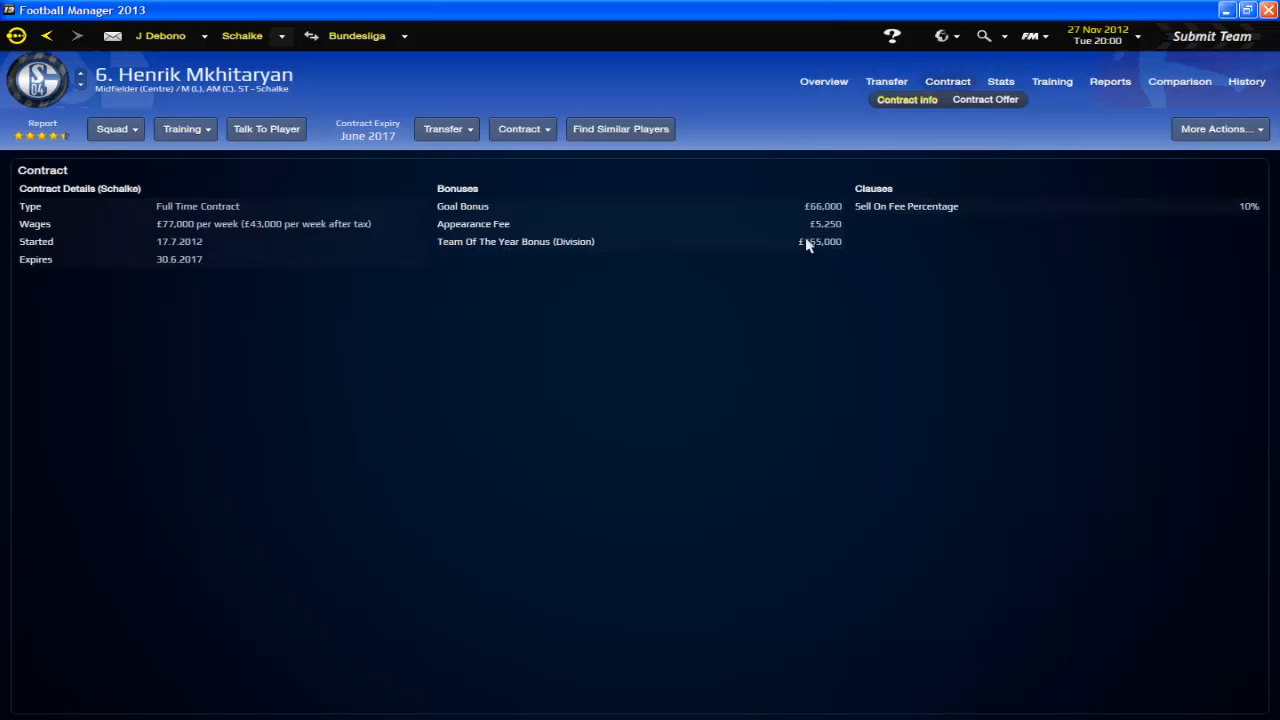 Football Manager 2013
J Debono
Schalke
Bundesliga
FM
27 Nov 2012
Tue 20:00
Submit Team
6. Henrik Mkhitaryan
Midfielder (Centre) / M (L), AM (C), ST - Schalke
Overview Transfer Contract Stats Training Reports Comparison History
Contract Info Contract Offer
Report
Squad
Training
Talk To Player
Contract Expiry
June 2017
Transfer
Contract
Find Similar Players
More Actions...
Contract
Contract Details (Schalke)
Type Full Time Contract
Wages £77,000 per week (£43,000 per week after tax)
Started 17.7.2012
Expires 30.6.2017
Bonuses
Goal Bonus £66,000
Appearance Fee £5,250
Team Of The Year Bonus (Division)
Clauses
Sell On Fee Percentage 10%